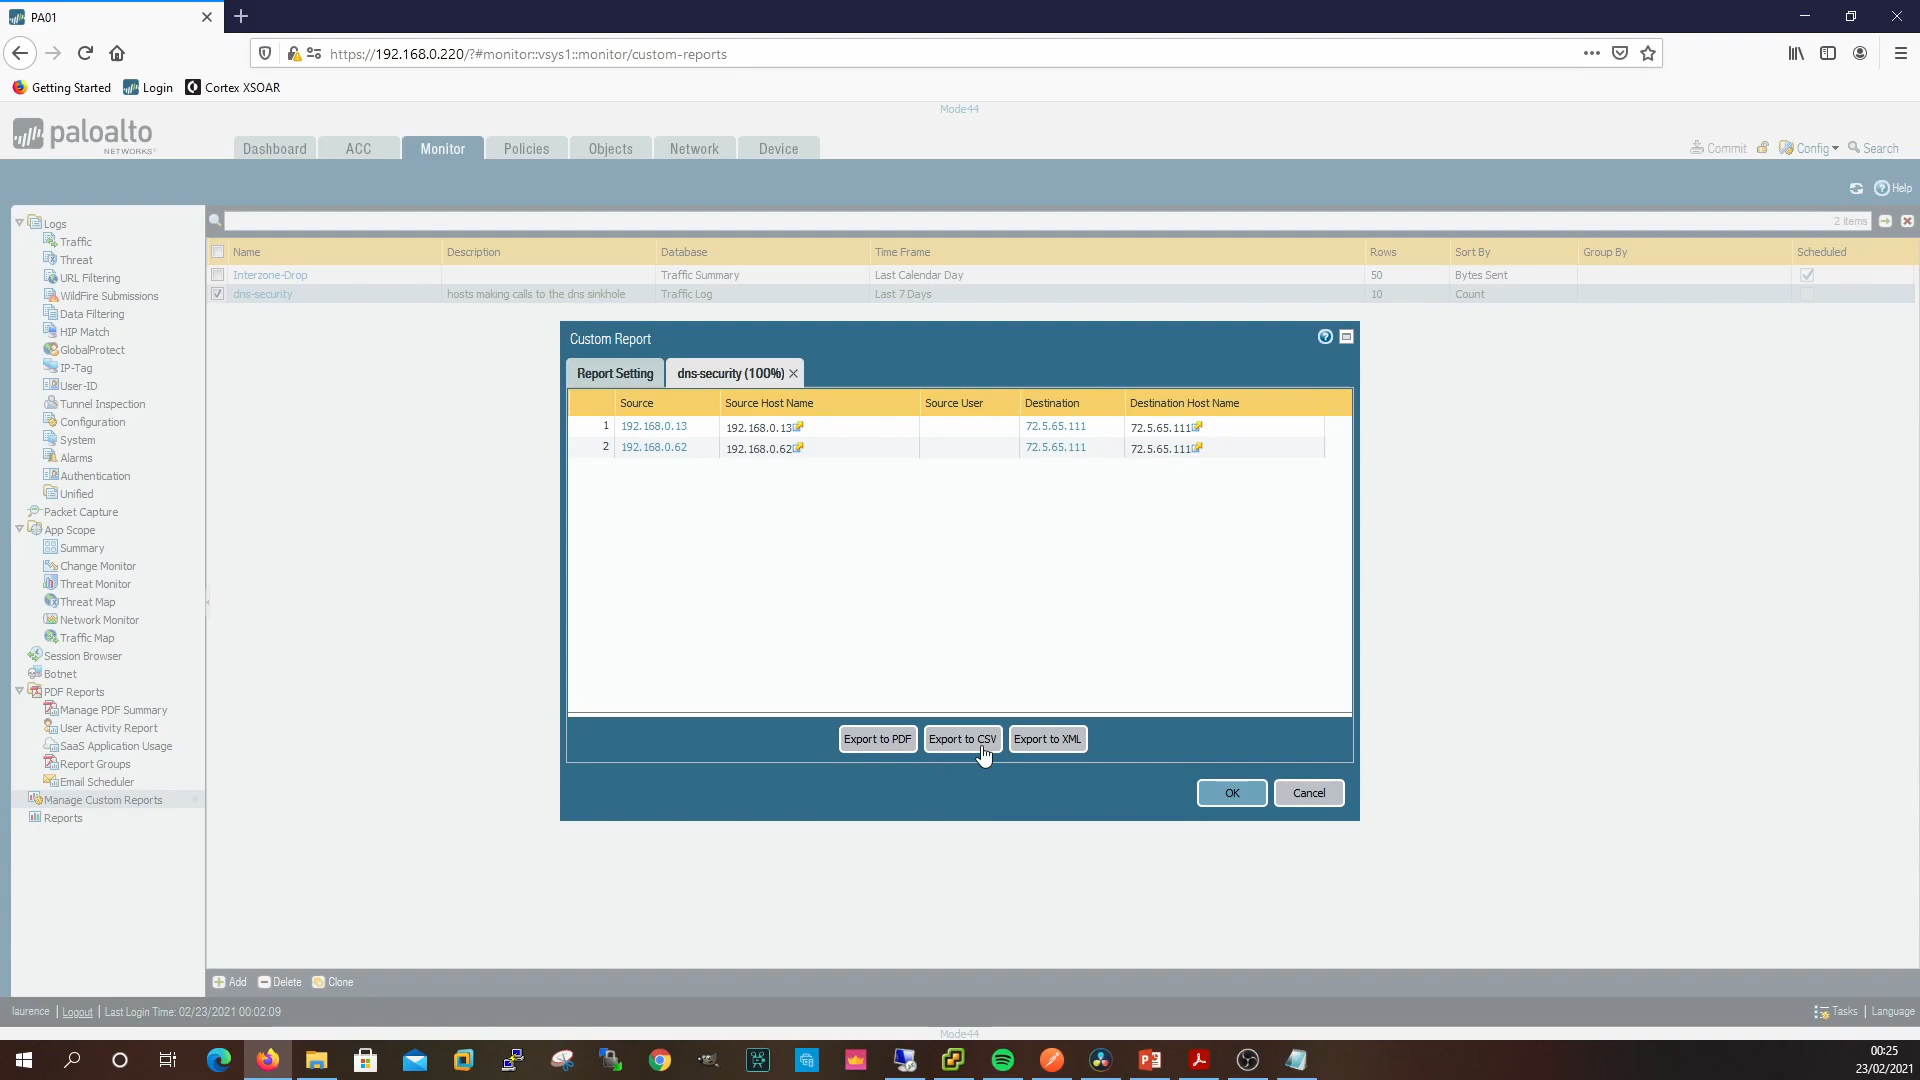 PA01
https://192.168.0.220/?#monitor::vsys1::monitor/custom-reports
Getting Started Login Cortex XSOAR
Mode44
paloalto
NETWORKS
Dashboard ACC Monitor Policies Objects Network Device
Commit Config Search
Help
2 items
Logs
Traffic
Threat
URL Filtering
WildFire Submissions
Data Filtering
HIP Match
GlobalProtect
IP-Tag
User-ID
Tunnel Inspection
Configuration
System
Alarms
Authentication
Unified
Packet Capture
App Scope
Summary
Change Monitor
Threat Monitor
Threat Map
Network Monitor
Traffic Map
Session Browser
Botnet
PDF Reports
Manage PDF Summary
User Activity Report
SaaS Application Usage
Report Groups
Email Scheduler
Manage Custom Reports
Reports
Name Description Database Time Frame Rows Sort By Group By Scheduled
Interzone-Drop Traffic Summary Last Calendar Day 50 Bytes Sent
dns-security hosts making calls to the dns sinkhole Traffic Log Last 7 Days 10 Count
Custom Report
Report Setting dns-security (100%)
Source Source Host Name Source User Destination Destination Host Name
1 192.168.0.13 192.168.0.13 72.5.65.111 72.5.65.111
2 192.168.0.62 192.168.0.62 72.5.65.111 72.5.65.111
Export to PDF Export to CSV Export to XML
OK Cancel
Add Delete Clone
laurence | Logout | Last Login Time: 02/23/2021 00:02:09
Tasks | Language
Mode44
00:25
23/02/2021